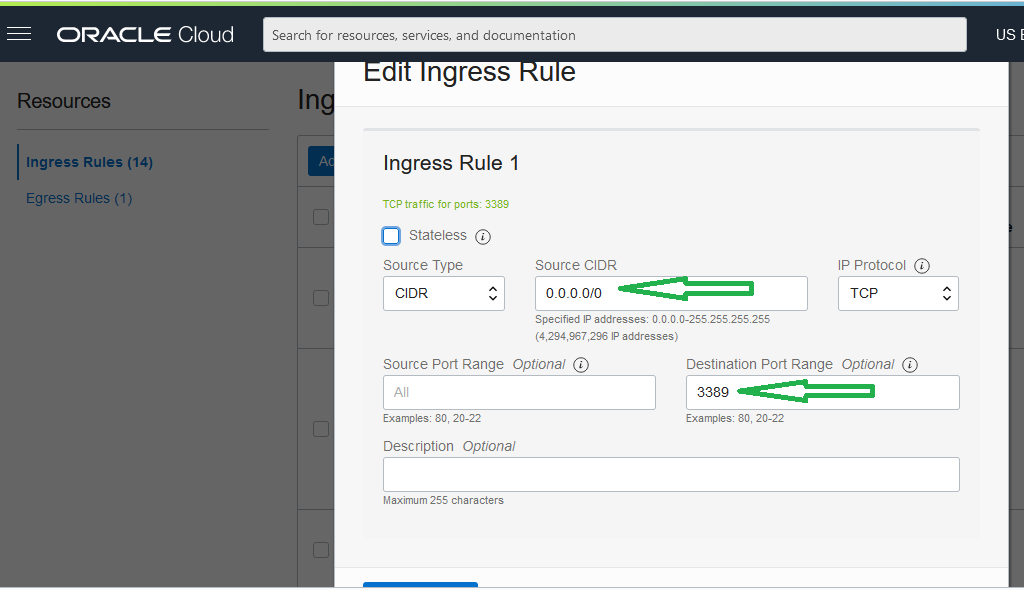 ORACLE Cloud
Search for resources, services, and documentation
US E
Resources
Ingress Rules (14)
Egress Rules (1)
Ing
Ad
Edit Ingress Rule
Ingress Rule 1
TCP traffic for ports: 3389
Stateless
Source Type
Source CIDR
IP Protocol
CIDR
0.0.0.0/0
TCP
Specified IP addresses: 0.0.0.0-255.255.255.255
(4,294,967,296 IP addresses)
Source Port Range Optional
Destination Port Range Optional
All
3389
Examples: 80, 20-22
Examples: 80, 20-22
Description Optional
Maximum 255 characters